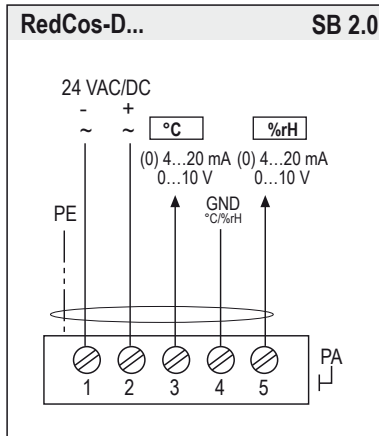 RedCos-D... SB 2.0
24 VAC/DC
- +
~ ~ °C %rH
(0) 4...20 mA (0) 4...20 mA
0...10 V 0...10 V
PE GND
°C/%rH
PA
1 2 3 4 5